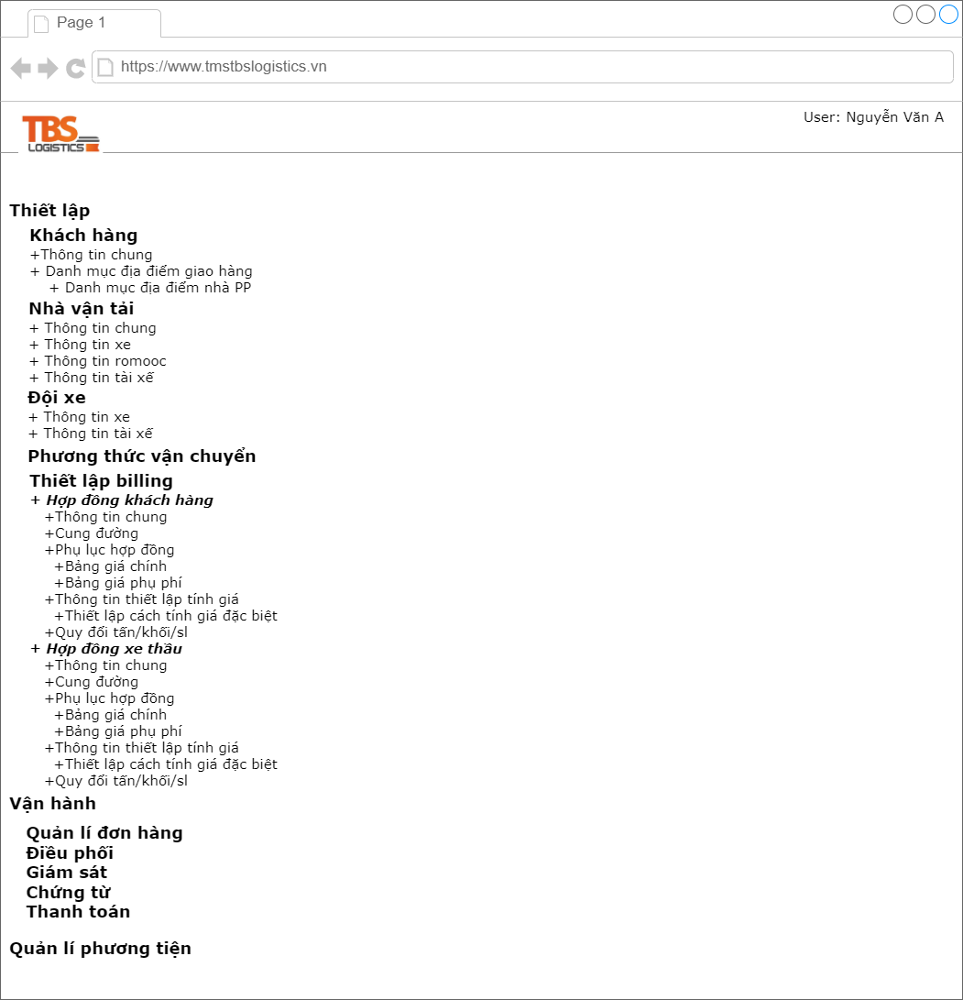 Page 1
https://www.tmstbslogistics.vn
TBS
LOGISTICS
User: Nguyễn Văn A
Thiết lập
Khách hàng
+Thông tin chung
+ Danh mục địa điểm giao hàng
+ Danh mục địa điểm nhà PP
Nhà vận tải
+ Thông tin chung
+ Thông tin xe
+ Thông tin romooc
+ Thông tin tài xế
Đội xe
+ Thông tin xe
+ Thông tin tài xế
Phương thức vận chuyển
Thiết lập billing
+ Hợp đồng khách hàng
+Thông tin chung
+Cung đường
+Phụ lục hợp đồng
+Bảng giá chính
+Bảng giá phụ phí
+Thông tin thiết lập tính giá
+Thiết lập cách tính giá đặc biệt
+Quy đổi tấn/khối/sl
+ Hợp đồng xe thầu
+Thông tin chung
+Cung đường
+Phụ lục hợp đồng
+Bảng giá chính
+Bảng giá phụ phí
+Thông tin thiết lập tính giá
+Thiết lập cách tính giá đặc biệt
+Quy đổi tấn/khối/sl
Vận hành
Quản lí đơn hàng
Điều phối
Giám sát
Chứng từ
Thanh toán
Quản lí phương tiện